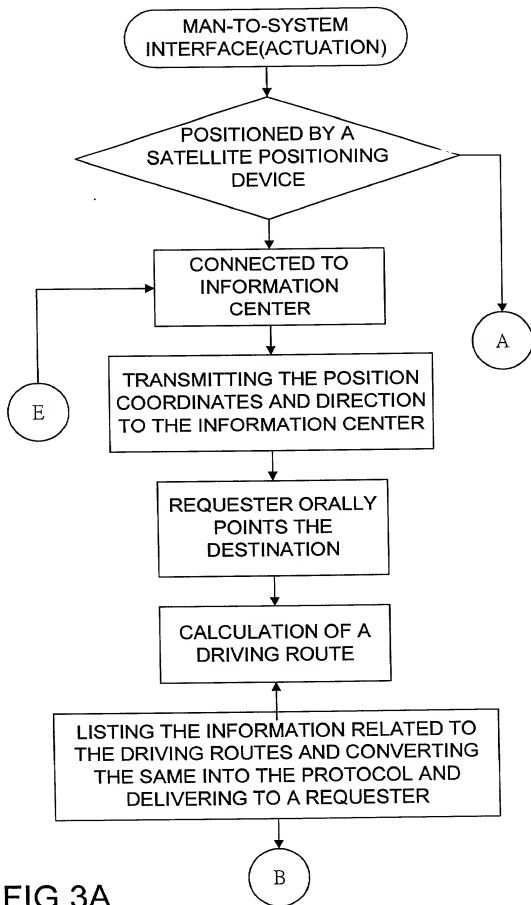 MAN-TO-SYSTEM
INTERFACE(ACTUATION)
POSITIONED BY A
SATELLITE POSITIONING
DEVICE
CONNECTED TO
INFORMATION
CENTER
A
TRANSMITTING THE POSITION
COORDINATES AND DIRECTION
TO THE INFORMATION CENTER
E
REQUESTER ORALLY
POINTS THE
DESTINATION
CALCULATION OF A
DRIVING ROUTE
LISTING THE INFORMATION RELATED TO
THE DRIVING ROUTES AND CONVERTING
THE SAME INTO THE PROTOCOL AND
DELIVERING TO A REQUESTER
B
FIG.3A